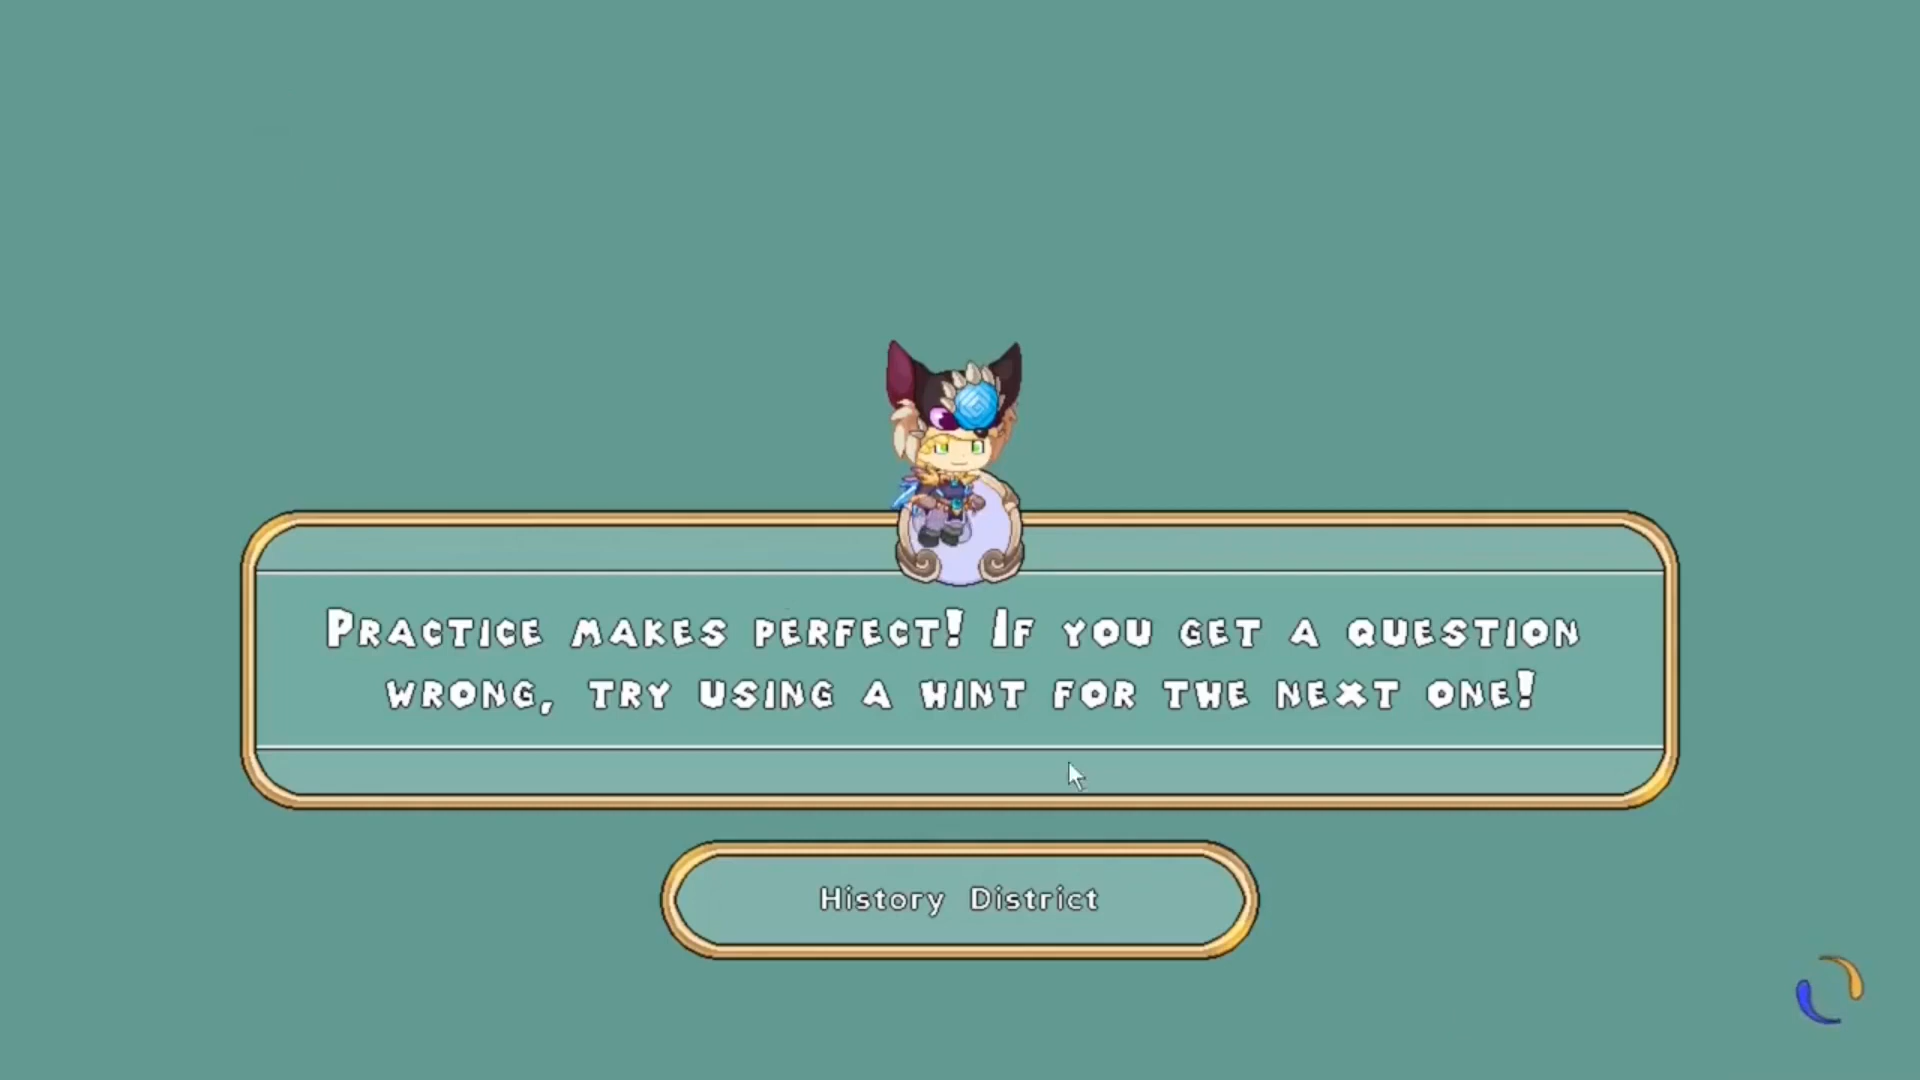 Practice makes perfect! If you get a question
wrong, try using a hint for the next one!
History District